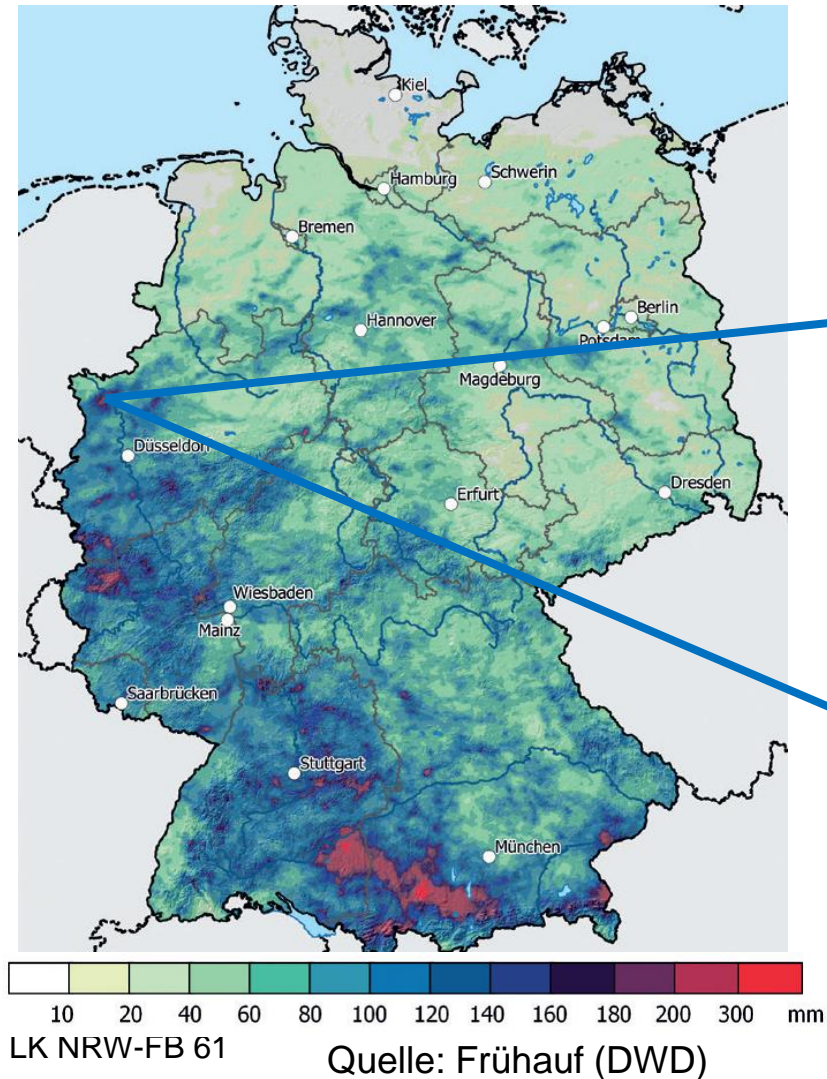 Kiel
Hamburg
Schwerin
Bremen
Hannover
Berlin
Potsdam
Magdeburg
Düsseldorf
Erfurt
Dresden
Wiesbaden
Mainz
Saarbrücken
Stuttgart
München
10 20 40 60 80 100 120 140 160 180 200 300 mm
LK NRW-FB 61
Quelle: Frühauf (DWD)